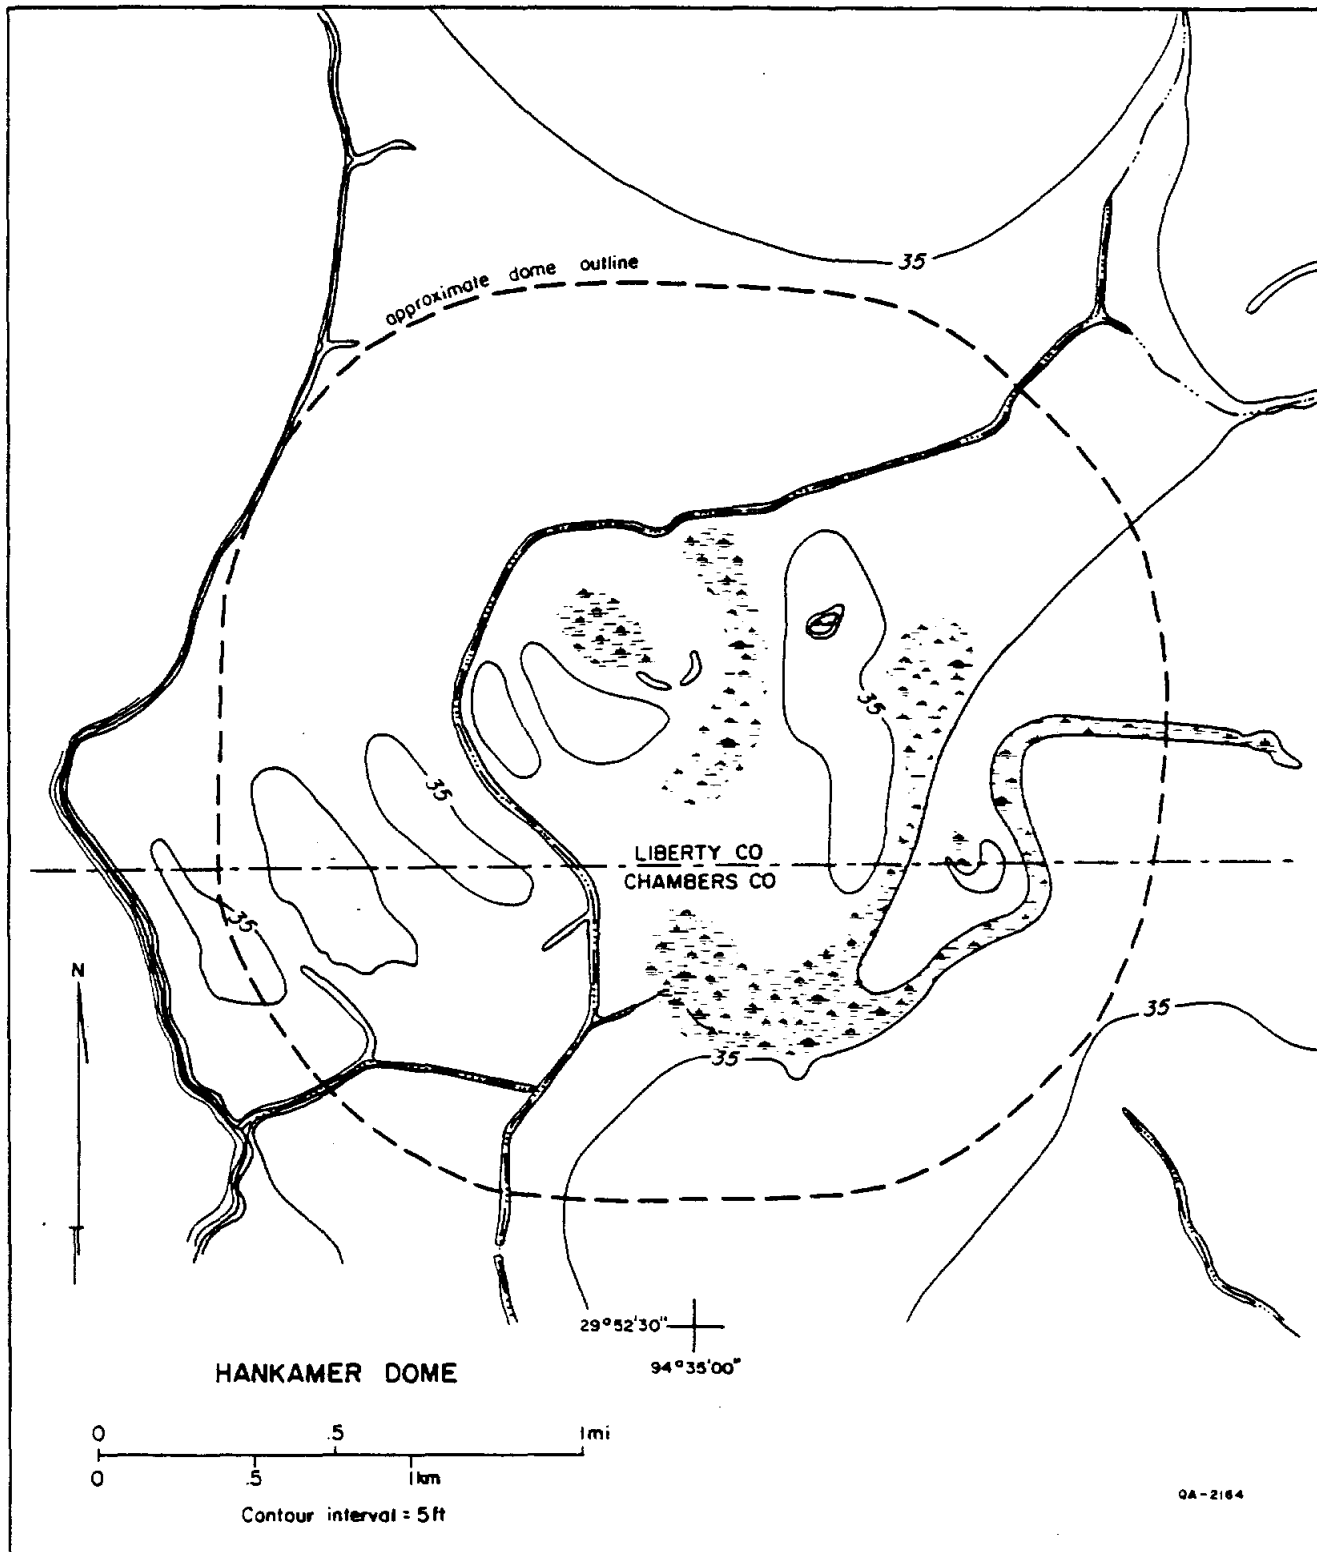 35
approximate dome outline
35
35
LIBERTY CO
CHAMBERS CO
35
N
35
35
29°52'30"
94°35'00"
HANKAMER DOME
0 .5 1mi
0 .5 1km
Contour interval = 5ft
QA-2164